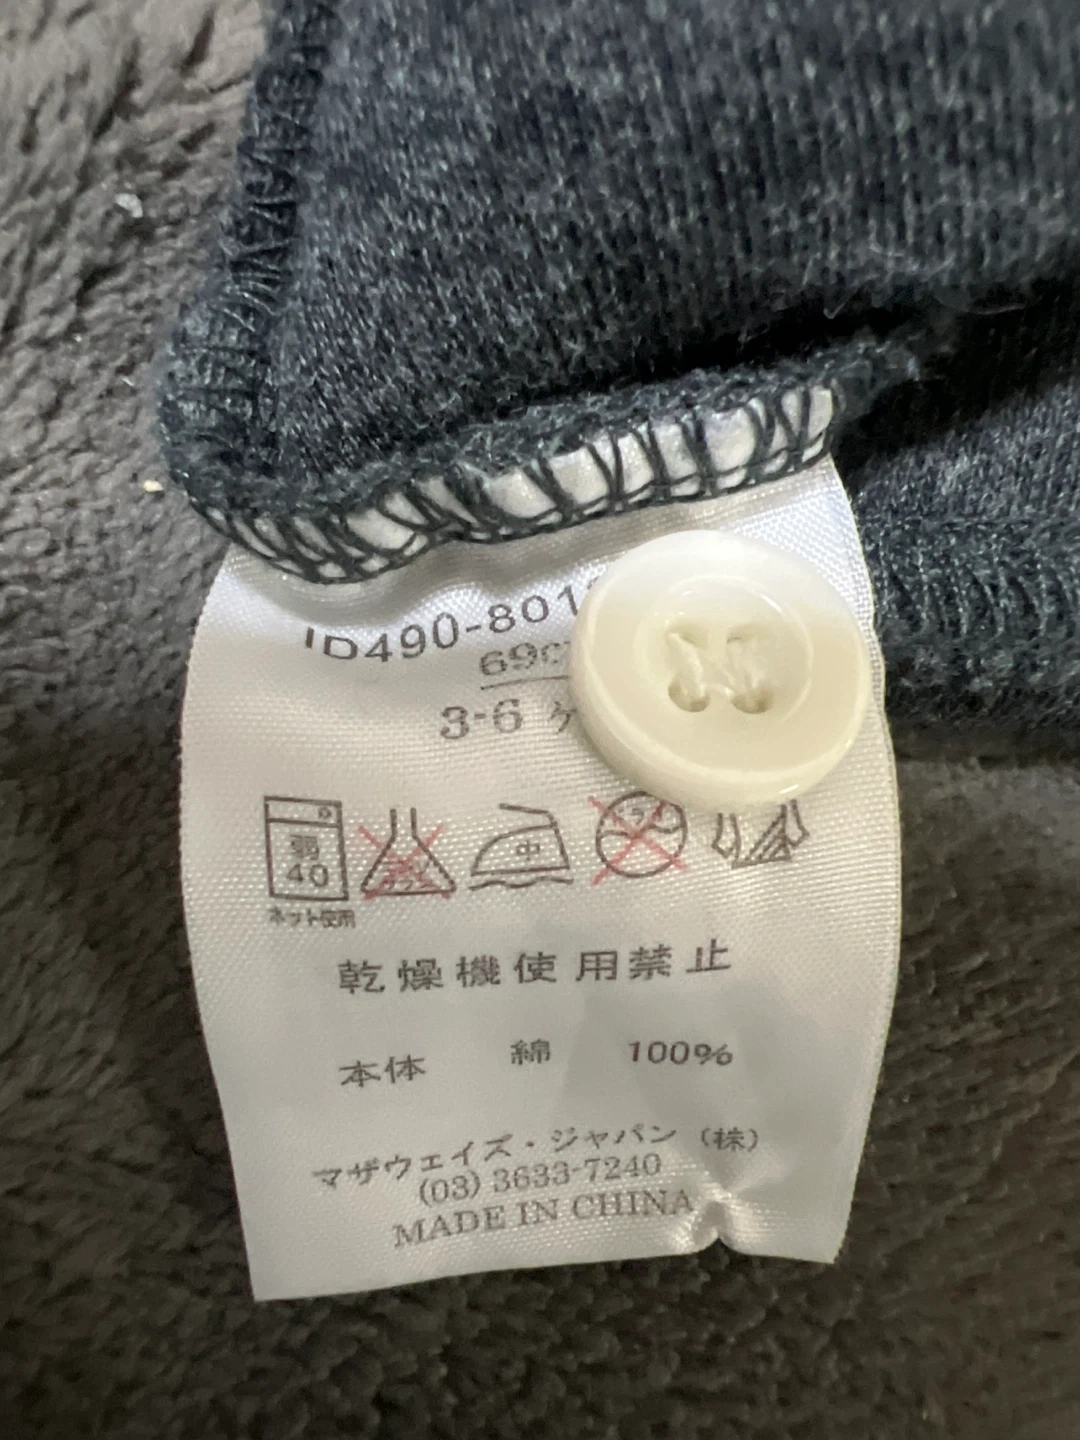 ID490-801
69c
3-6 ケ
弱
40
中
ネット使用
乾燥機使用禁止
本体 綿 100%
マザウェイズ・ジャパン (株)
(03) 3633-7240
MADE IN CHINA